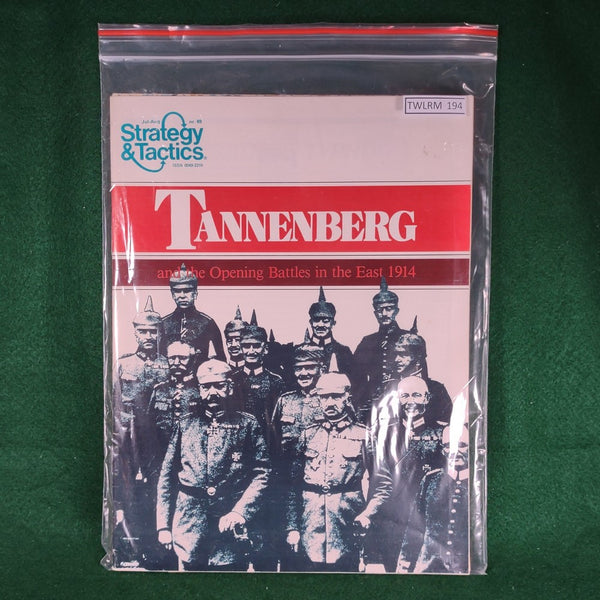 TWLRM 194
Jul-Aug
Strategy
& Tactics
ISSN 0049-2310
TANNENBERG
and the Opening Battles in the East 1914